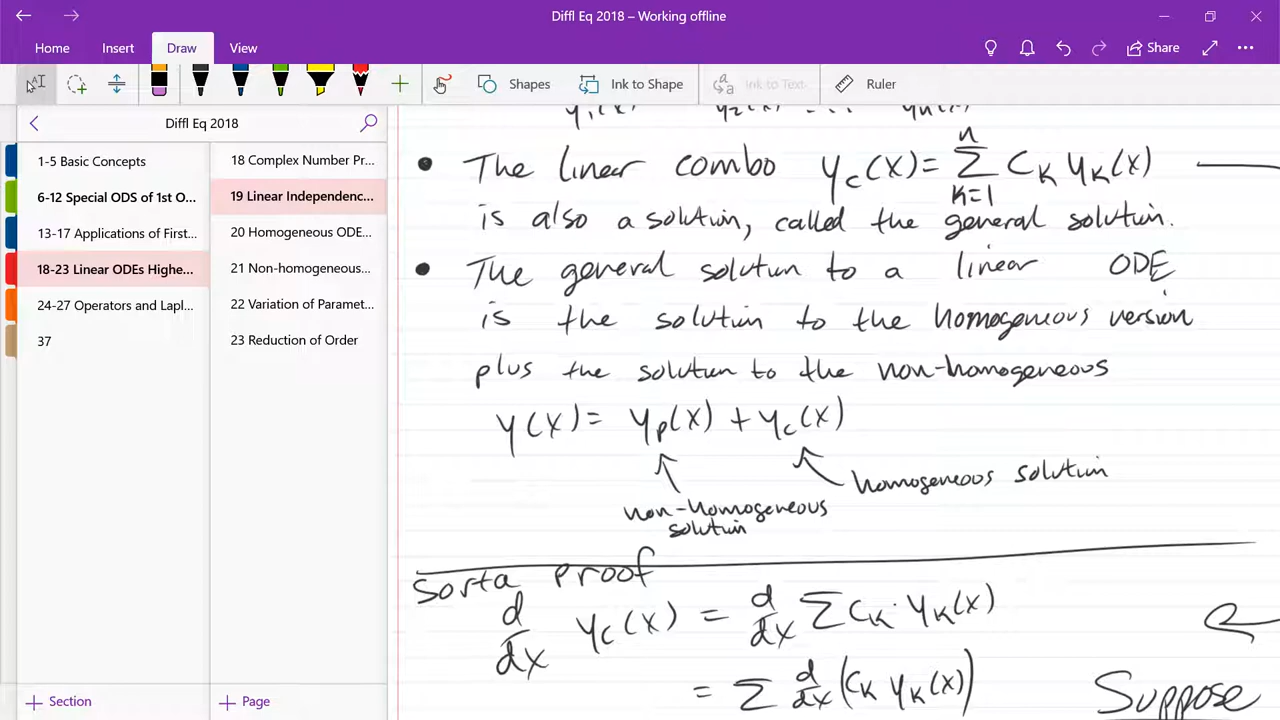 Diffl Eq 2018 – Working offline
Home Insert Draw View
Share
Shapes Ink to Shape Ink to Text Ruler
Diffl Eq 2018
1-5 Basic Concepts
6-12 Special ODS of 1st O...
13-17 Applications of First...
18-23 Linear ODEs Highe...
24-27 Operators and Lapl...
37
Section
18 Complex Number Pr...
19 Linear Independenc...
20 Homogeneous ODE...
21 Non-homogeneous...
22 Variation of Paramet...
23 Reduction of Order
Page
y₁(x) y₂(x) ... yₙ(x)
• The linear combo y_c(x) = Σ_{k=1}^{n} C_k y_k(x)
is also a solution, called the general solution.
• The general solution to a linear ODE
is the solution to the homogeneous version
plus the solution to the non-homogeneous
y(x) = y_p(x) + y_c(x)
homogeneous solution
non-homogeneous
solution
Sorta proof
d/dx y_c(x) = d/dx Σ C_k · y_k(x)
= Σ d/dx (C_k y_k(x))
Suppose